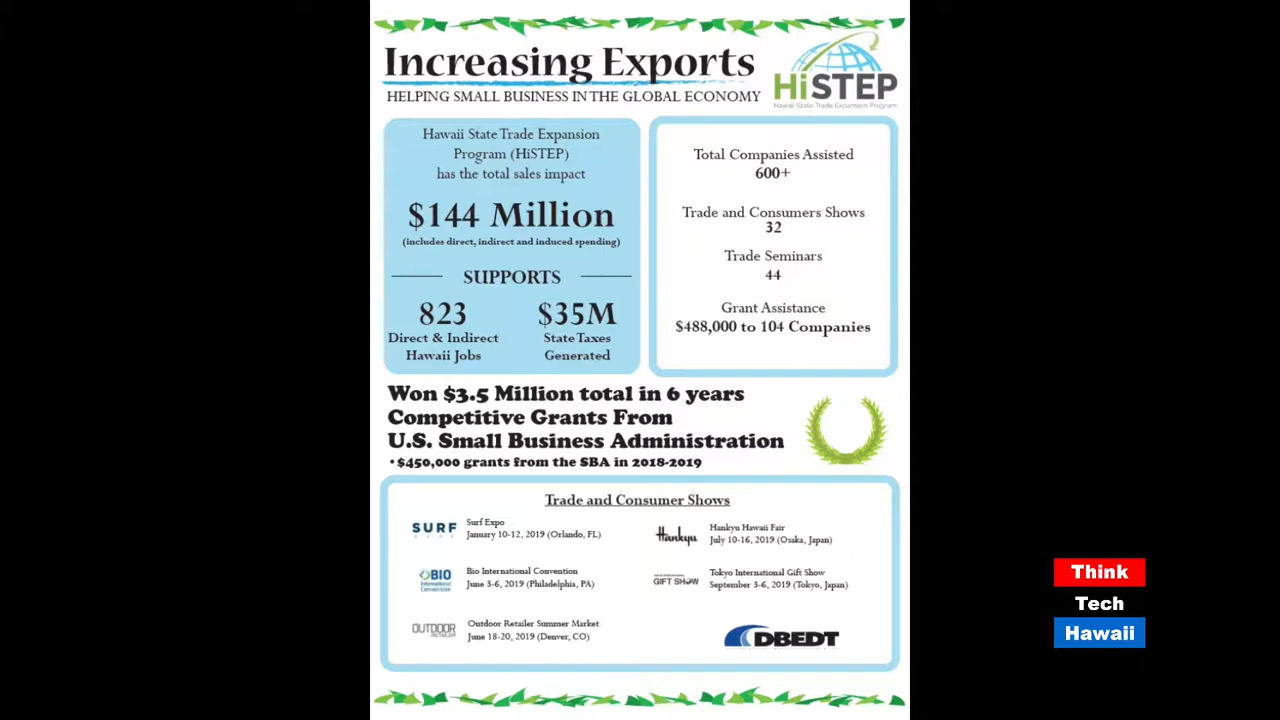 Increasing Exports
HELPING SMALL BUSINESS IN THE GLOBAL ECONOMY
HiSTEP
Hawaii State Trade Expansion Program
Hawaii State Trade Expansion
Program (HiSTEP)
has the total sales impact
$144 Million
(includes direct, indirect and induced spending)
SUPPORTS
823
Direct & Indirect
Hawaii Jobs
$35M
State Taxes
Generated
Total Companies Assisted
600+
Trade and Consumers Shows
32
Trade Seminars
44
Grant Assistance
$488,000 to 104 Companies
Won $3.5 Million total in 6 years
Competitive Grants From
U.S. Small Business Administration
• $450,000 grants from the SBA in 2018-2019
Trade and Consumer Shows
SURF
EXPO
Surf Expo
January 10-12, 2019 (Orlando, FL)
Hankyu
Hankyu Hawaii Fair
July 10-16, 2019 (Osaka, Japan)
BIO
International
Convention
Bio International Convention
June 3-6, 2019 (Philadelphia, PA)
GIFT SHOW
Tokyo International Gift Show
September 3-6, 2019 (Tokyo, Japan)
OUTDOOR
RETAILER
Outdoor Retailer Summer Market
June 18-20, 2019 (Denver, CO)
DBEDT
Think
Tech
Hawaii